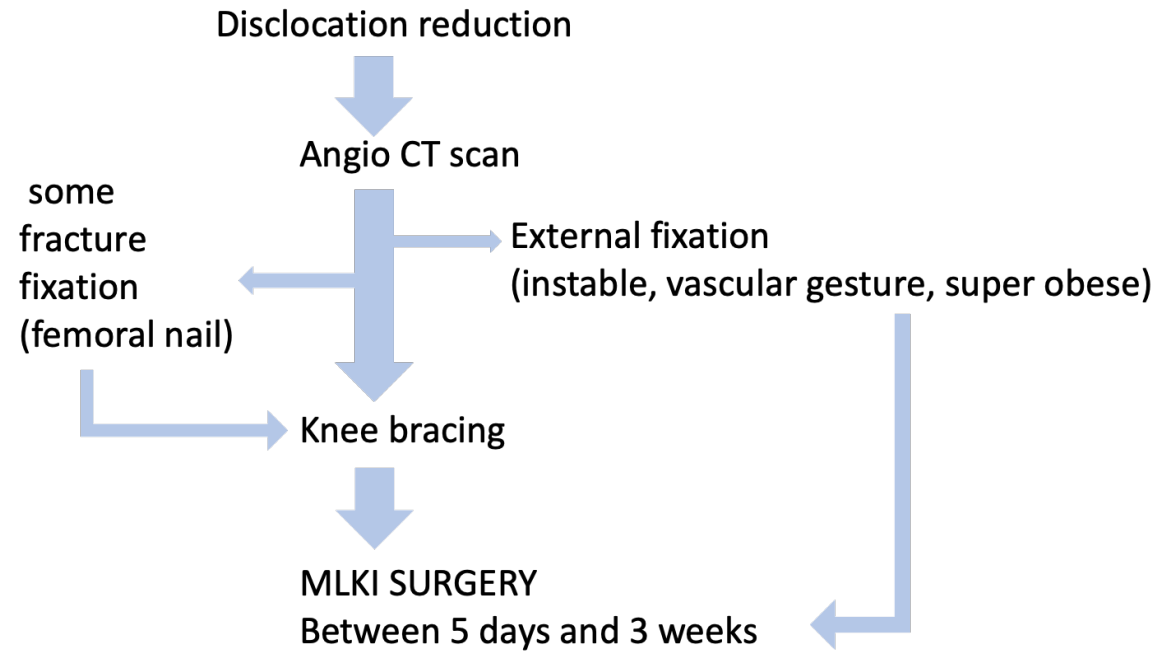 Disclocation reduction
Angio CT scan
some
fracture
fixation
(femoral nail)
External fixation
(instable, vascular gesture, super obese)
Knee bracing
MLKI SURGERY
Between 5 days and 3 weeks